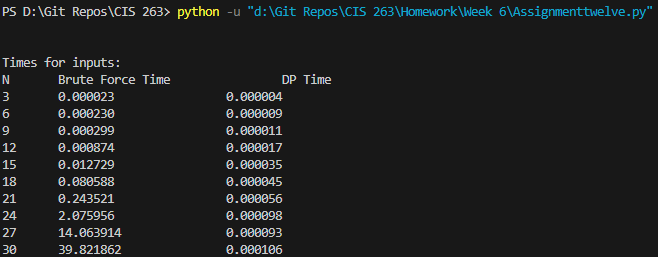 PS D:\Git Repos\CIS 263> python -u "d:\Git Repos\CIS 263\Homework\Week 6\Assignmenttwelve.py"
Times for inputs:
N Brute Force Time DP Time
3 0.000023 0.000004
6 0.000230 0.000009
9 0.000299 0.000011
12 0.000874 0.000017
15 0.012729 0.000035
18 0.080588 0.000045
21 0.243521 0.000056
24 2.075956 0.000098
27 14.063914 0.000093
30 39.821862 0.000106